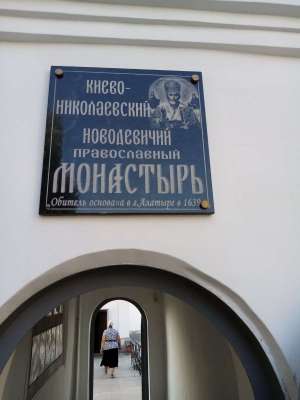 КИЕВО-
НИКОЛАЕВСКИЙ
НОВОДЕВИЧИЙ
ПРАВОСЛАВНЫЙ
МОНАСТЫРЬ
Обитель основана в г.Алатыре в 1639